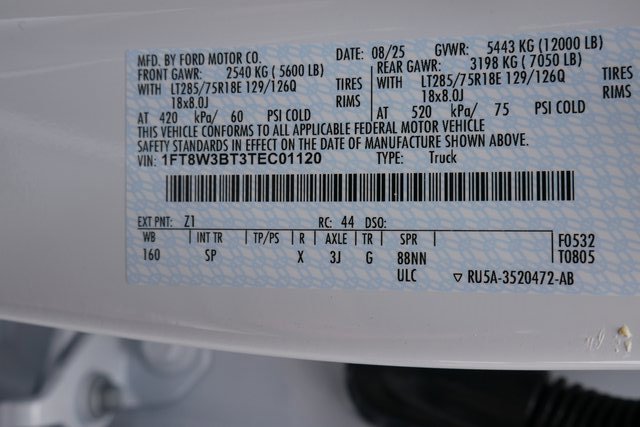 MFD. BY FORD MOTOR CO. DATE: 08/25 GVWR: 5443 KG (12000 LB)
FRONT GAWR: 2540 KG (5600 LB) REAR GAWR: 3198 KG (7050 LB)
WITH LT285/75R18E 129/126Q TIRES WITH LT285/75R18E 129/126Q TIRES
18x8.0J RIMS 18x8.0J RIMS
AT 420 kPa/ 60 PSI COLD AT 520 kPa/ 75 PSI COLD
THIS VEHICLE CONFORMS TO ALL APPLICABLE FEDERAL MOTOR VEHICLE
SAFETY STANDARDS IN EFFECT ON THE DATE OF MANUFACTURE SHOWN ABOVE.
VIN: 1FT8W3BT3TEC01120 TYPE: Truck
EXT PNT: Z1 RC: 44 DSO:
WB INT TR TP/PS R AXLE TR SPR F0532
160 SP X 3J G 88NN T0805
ULC ▽ RU5A-3520472-AB